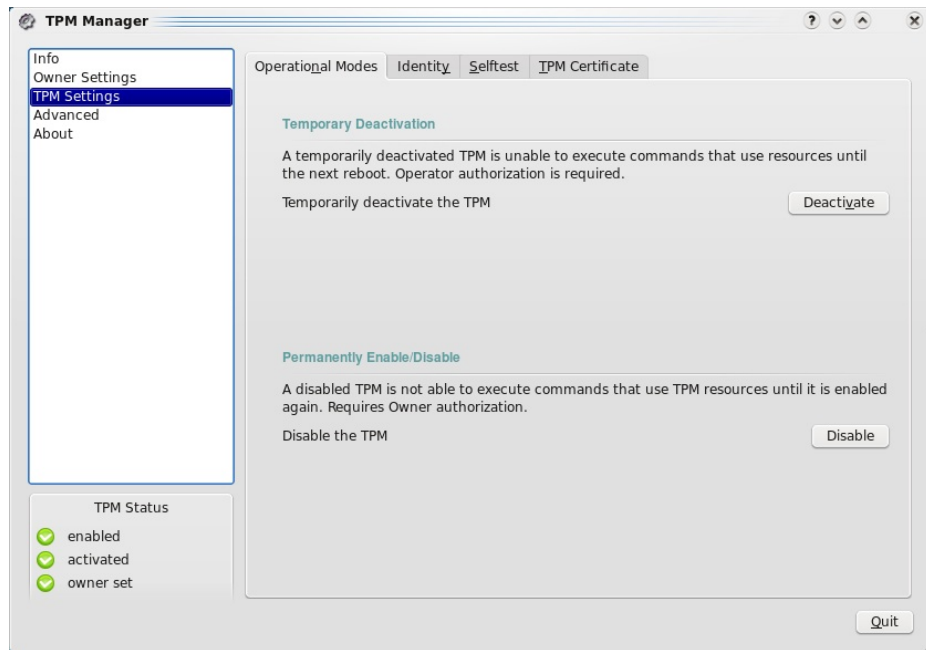 TPM Manager
?
Info
Owner Settings
TPM Settings
Advanced
About
Operational Modes
Identity
Selftest
TPM Certificate
Temporary Deactivation
A temporarily deactivated TPM is unable to execute commands that use resources until
the next reboot. Operator authorization is required.
Temporarily deactivate the TPM
Deactivate
Permanently Enable/Disable
A disabled TPM is not able to execute commands that use TPM resources until it is enabled
again. Requires Owner authorization.
Disable the TPM
Disable
TPM Status
enabled
activated
owner set
Quit